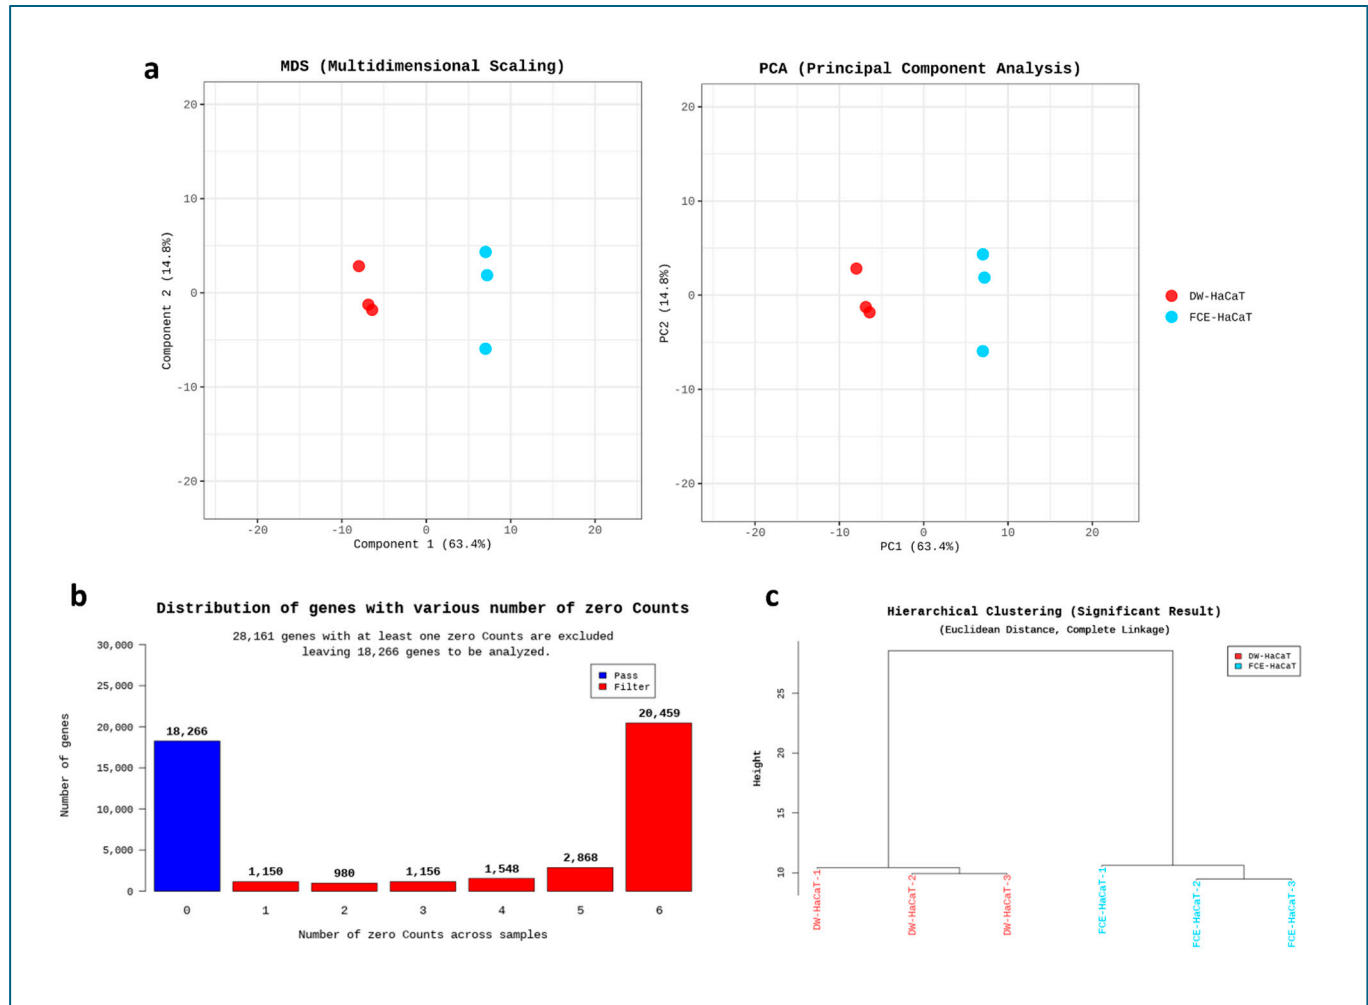 a
MDS (Multidimensional Scaling)
20
10
0
-10
-20
Component 2 (14.8%)
-20
-10
0
10
20
Component 1 (63.4%)
PCA (Principal Component Analysis)
20
10
0
-10
-20
PC2 (14.8%)
-20
-10
0
10
20
PC1 (63.4%)
DW-HaCaT
FCE-HaCaT
b
Distribution of genes with various number of zero Counts
28,161 genes with at least one zero Counts are excluded
leaving 18,266 genes to be analyzed.
Pass
Filter
30,000
25,000
20,000
15,000
10,000
5,000
0
Number of genes
18,266
1,150
980
1,156
1,548
2,868
20,459
0
1
2
3
4
5
6
Number of zero Counts across samples
c
Hierarchical Clustering (Significant Result)
(Euclidean Distance, Complete Linkage)
DW-HaCaT
FCE-HaCaT
25
20
15
10
Height
DW-HaCaT-1
DW-HaCaT-2
DW-HaCaT-3
FCE-HaCaT-1
FCE-HaCaT-2
FCE-HaCaT-3